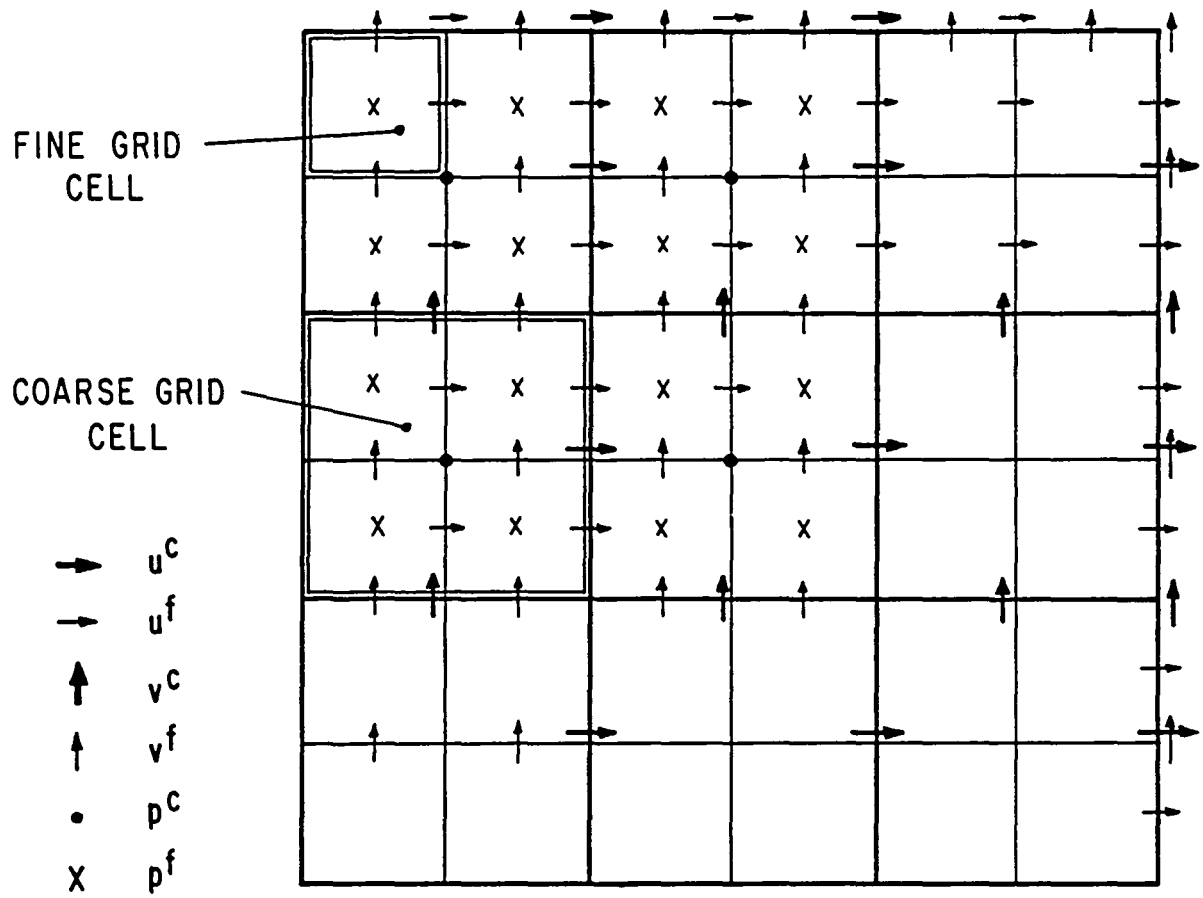 FINE GRID
CELL
COARSE GRID
CELL
u^c
u^f
v^c
v^f
p^c
x p^f